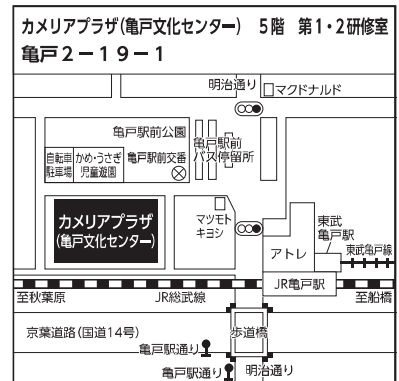 カメリアプラザ(亀戸文化センター) 5階 第1・2研修室
亀戸2－19－1
明治通り
マクドナルド
亀戸駅前公園
亀戸駅前
バス停留所
自転車
駐車場
かめ・うさぎ
児童遊園
亀戸駅前交番
カメリアプラザ
(亀戸文化センター)
マツモト
キヨシ
東武
亀戸駅
アトレ
東武亀戸線
JR亀戸駅
至秋葉原
JR総武線
至船橋
京葉道路(国道14号)
歩道橋
亀戸駅通り
亀戸駅通り
明治通り